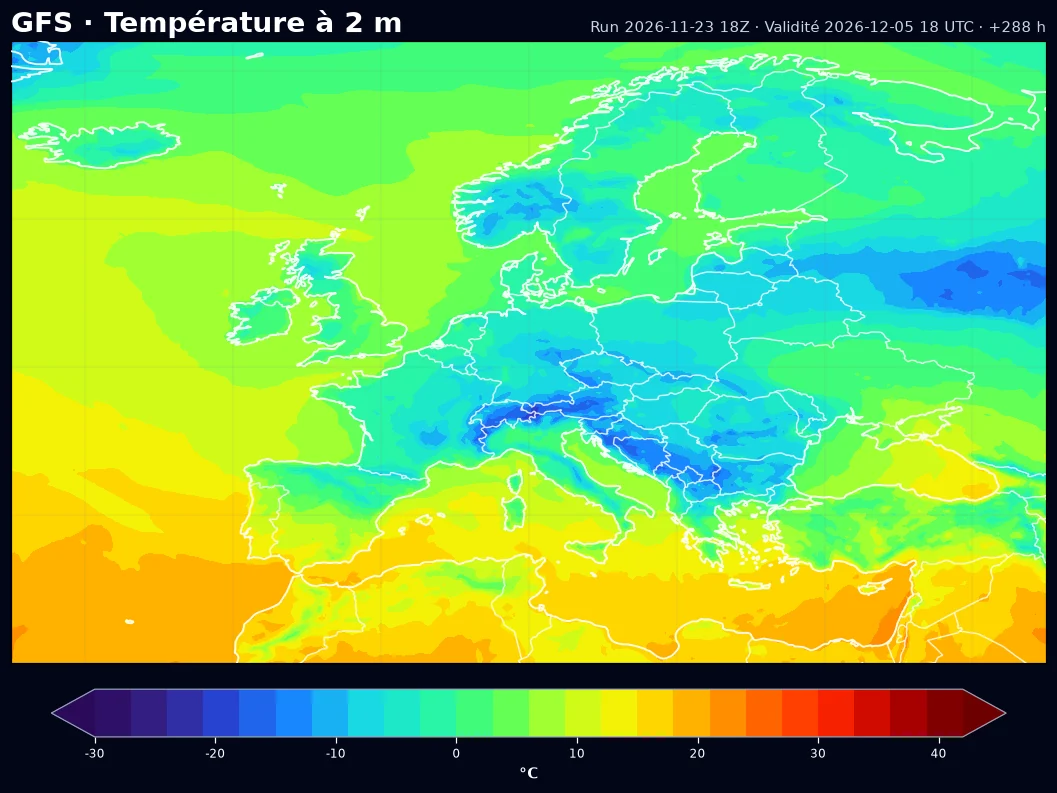 GFS · Température à 2 m
Run 2026-11-23 18Z · Validité 2026-12-05 18 UTC · +288 h
-30 -20 -10 0 10 20 30 40
°C